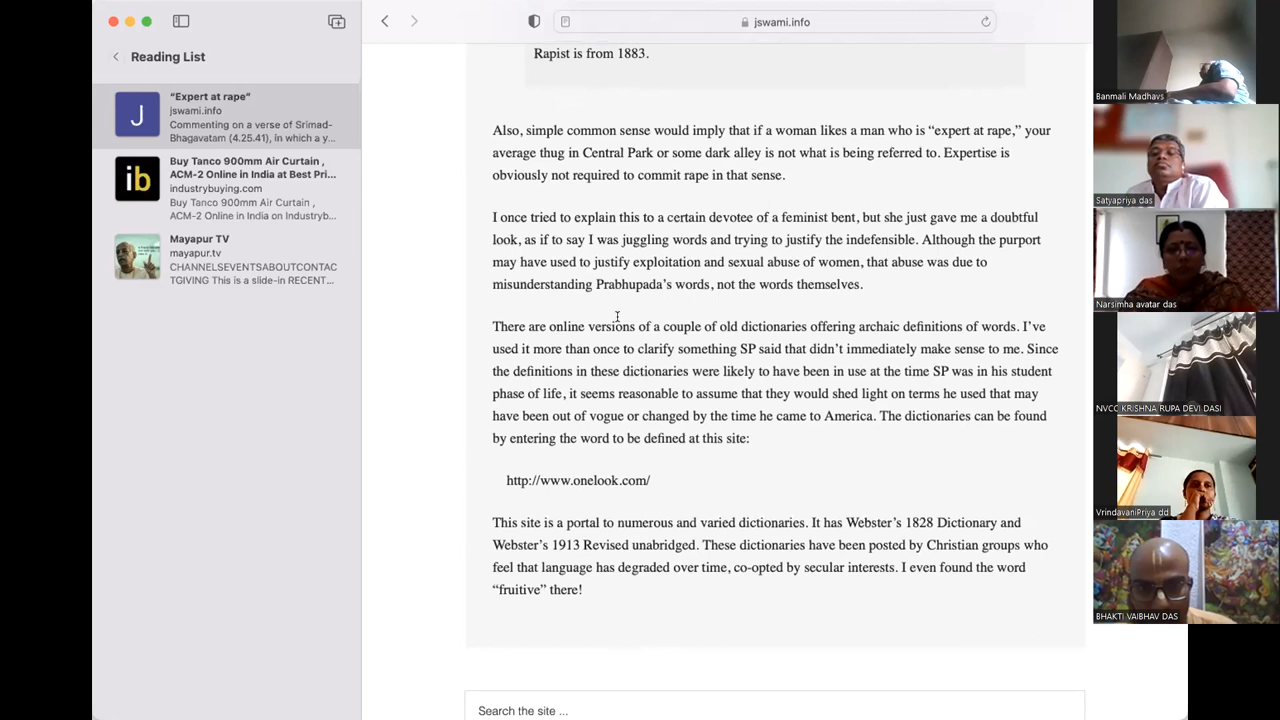 jswami.info
Reading List
“Expert at rape”
jswami.info
Commenting on a verse of Srimad-
Bhagavatam (4.25.41), in which a y...
Buy Tanco 900mm Air Curtain ,
ACM-2 Online in India at Best Pri...
industrybuying.com
Buy Tanco 900mm Air Curtain ,
ACM-2 Online in India on Industryb...
Mayapur TV
mayapur.tv
CHANNELSEVENTSABOUTCONTAC
TGIVING This is a slide-in RECENT...
J
ib
Rapist is from 1883.
Also, simple common sense would imply that if a woman likes a man who is “expert at rape,” your
average thug in Central Park or some dark alley is not what is being referred to. Expertise is
obviously not required to commit rape in that sense.
I once tried to explain this to a certain devotee of a feminist bent, but she just gave me a doubtful
look, as if to say I was juggling words and trying to justify the indefensible. Although the purport
may have used to justify exploitation and sexual abuse of women, that abuse was due to
misunderstanding Prabhupada’s words, not the words themselves.
There are online versions of a couple of old dictionaries offering archaic definitions of words. I’ve
used it more than once to clarify something SP said that didn’t immediately make sense to me. Since
the definitions in these dictionaries were likely to have been in use at the time SP was in his student
phase of life, it seems reasonable to assume that they would shed light on terms he used that may
have been out of vogue or changed by the time he came to America. The dictionaries can be found
by entering the word to be defined at this site:
http://www.onelook.com/
This site is a portal to numerous and varied dictionaries. It has Webster’s 1828 Dictionary and
Webster’s 1913 Revised unabridged. These dictionaries have been posted by Christian groups who
feel that language has degraded over time, co-opted by secular interests. I even found the word
“fruitive” there!
Search the site ...
Banmali Madhavs
Satyapriya das
Narsimha avatar das
NVCC KRISHNA RUPA DEVI DASI
VrindavaniPriya dd
BHAKTI VAIBHAV DAS